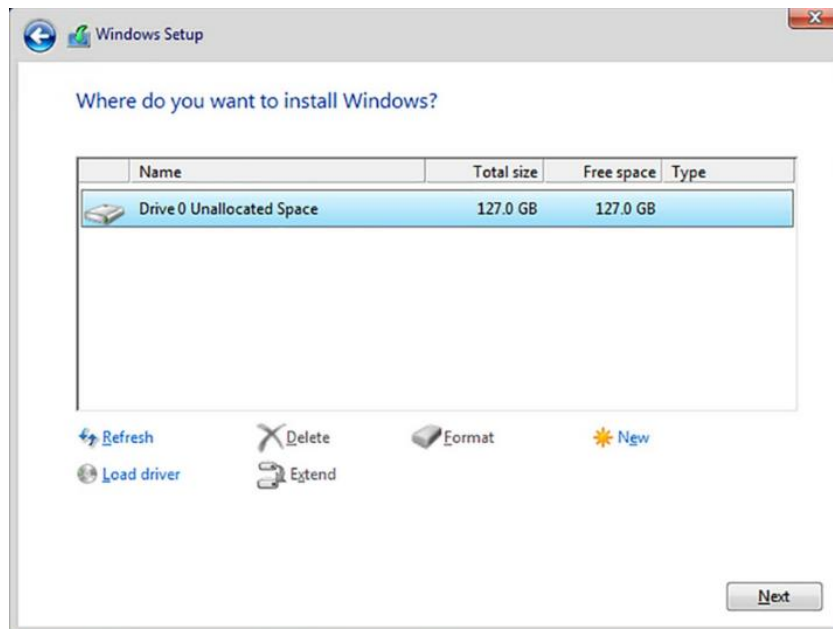 Windows Setup
Where do you want to install Windows?
Name Total size Free space Type
Drive 0 Unallocated Space 127.0 GB 127.0 GB
Refresh Delete Format New
Load driver Extend
Next